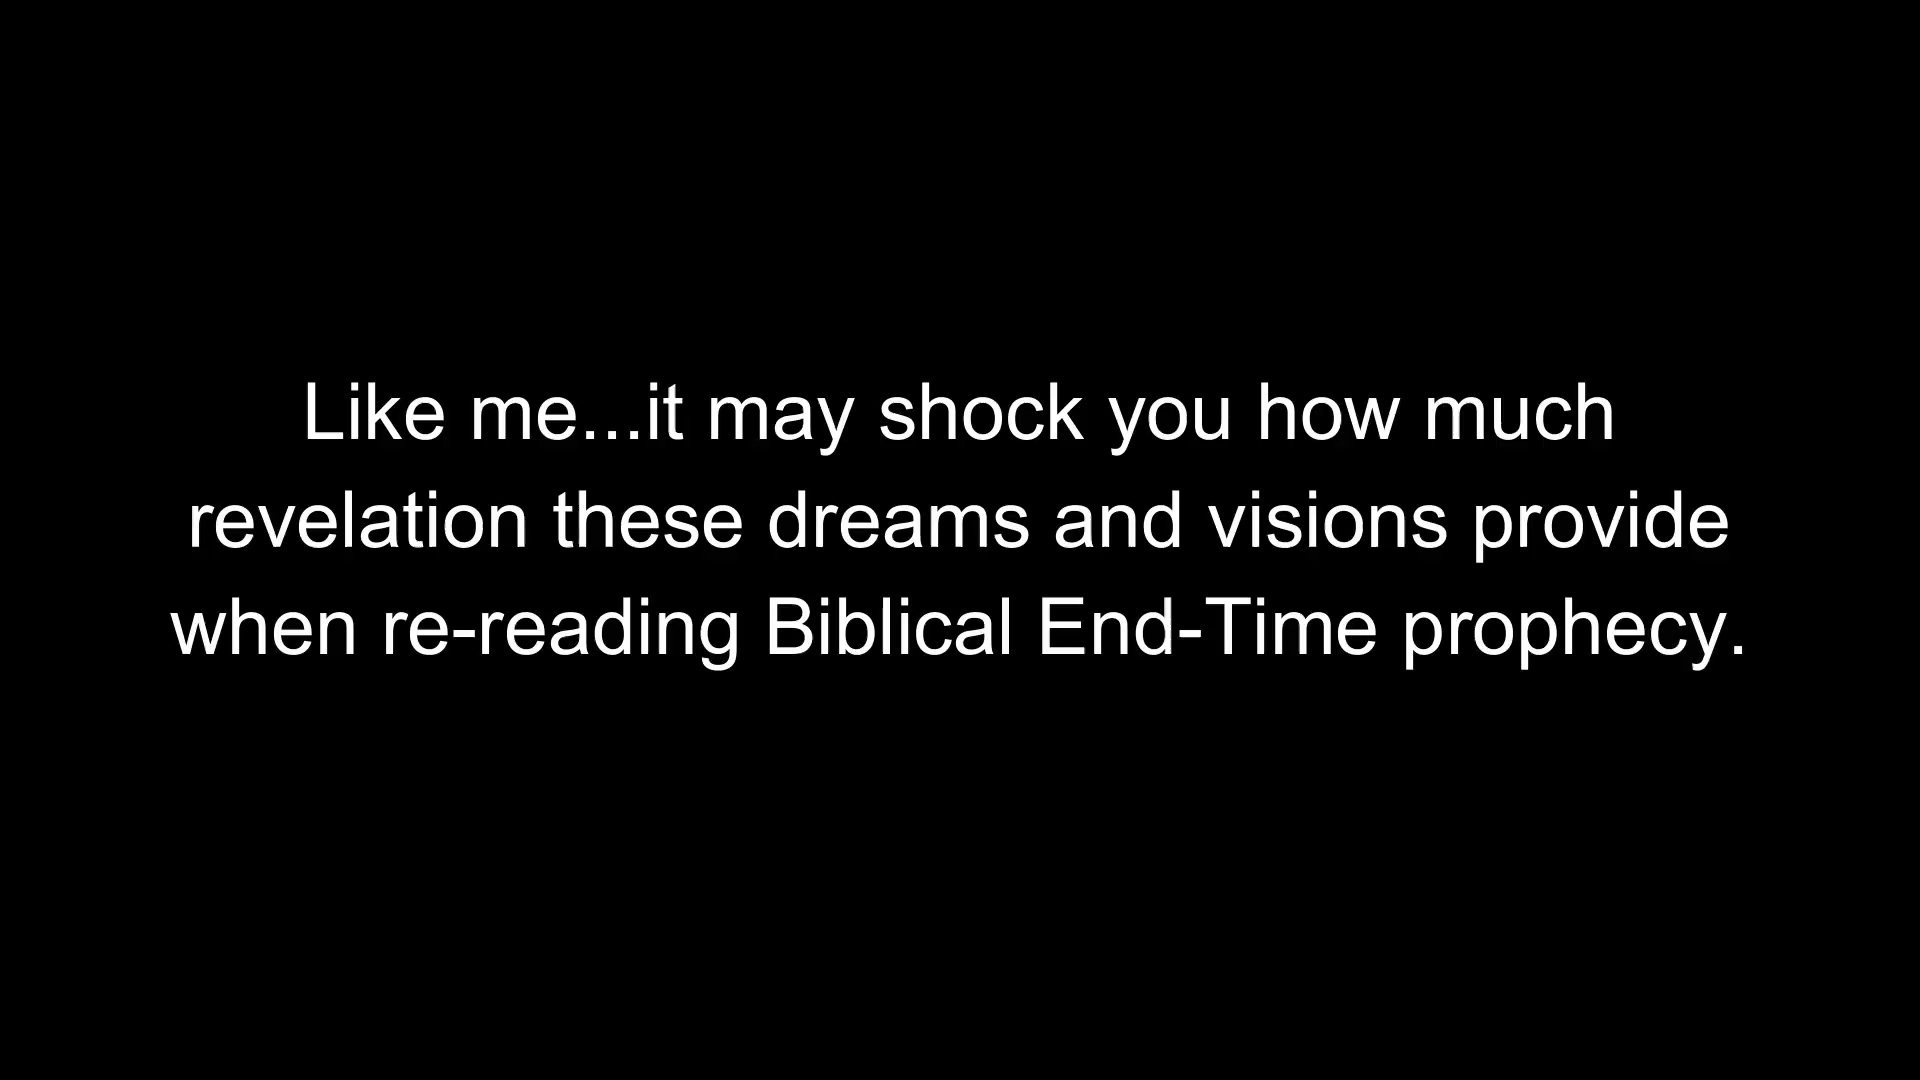 Like me...it may shock you how much
revelation these dreams and visions provide
when re-reading Biblical End-Time prophecy.